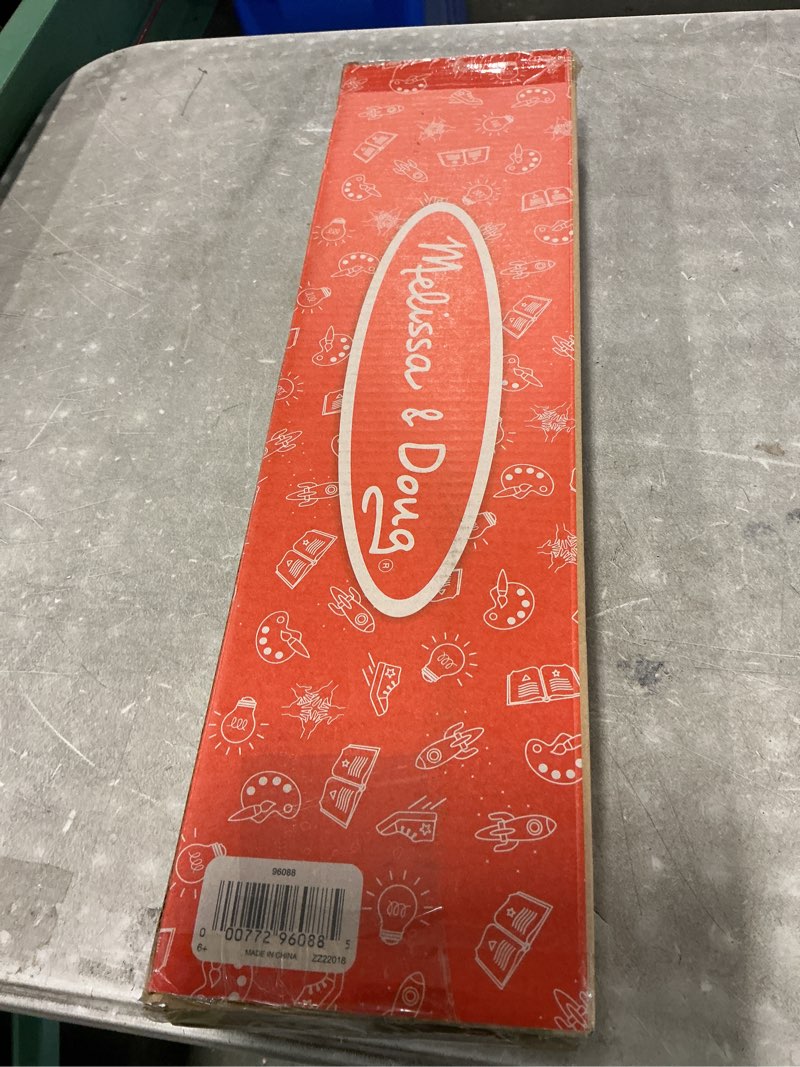 Melissa & Doug®
96088
0 00772 96088 5
6+ MADE IN CHINA ZZ22018